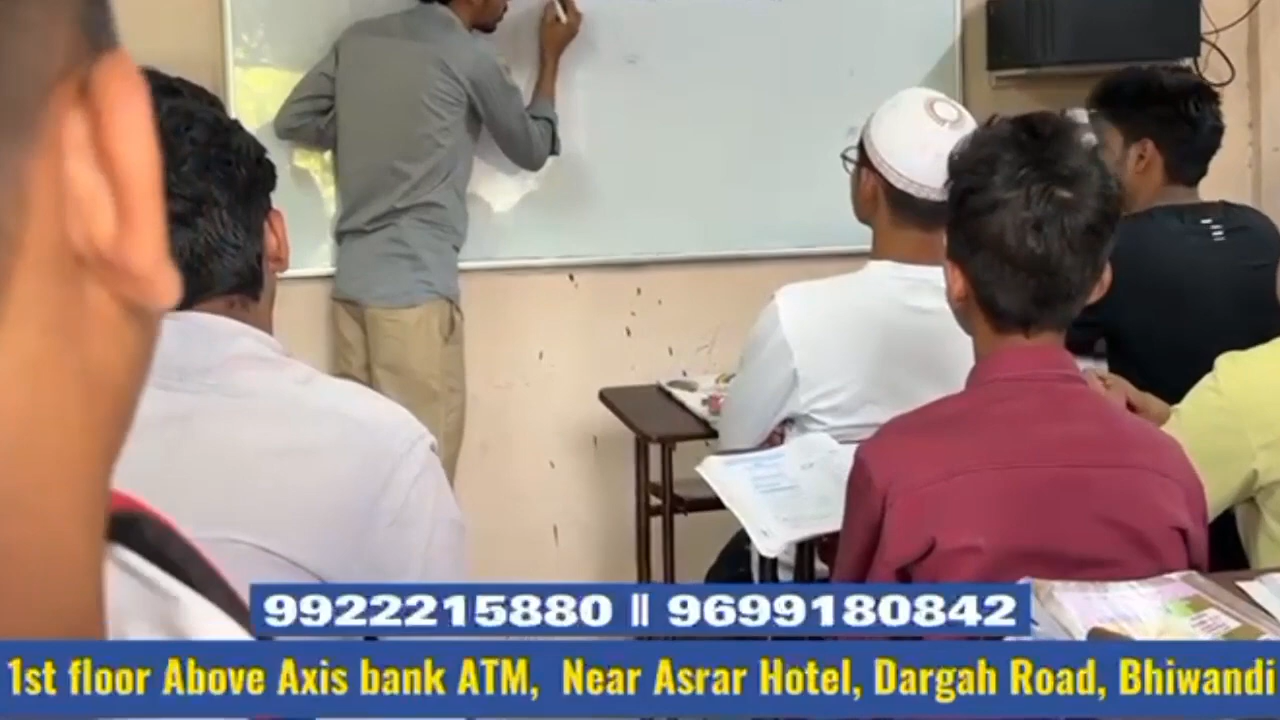 9922215880 || 9699180842
1st floor Above Axis bank ATM, Near Asrar Hotel, Dargah Road, Bhiwandi